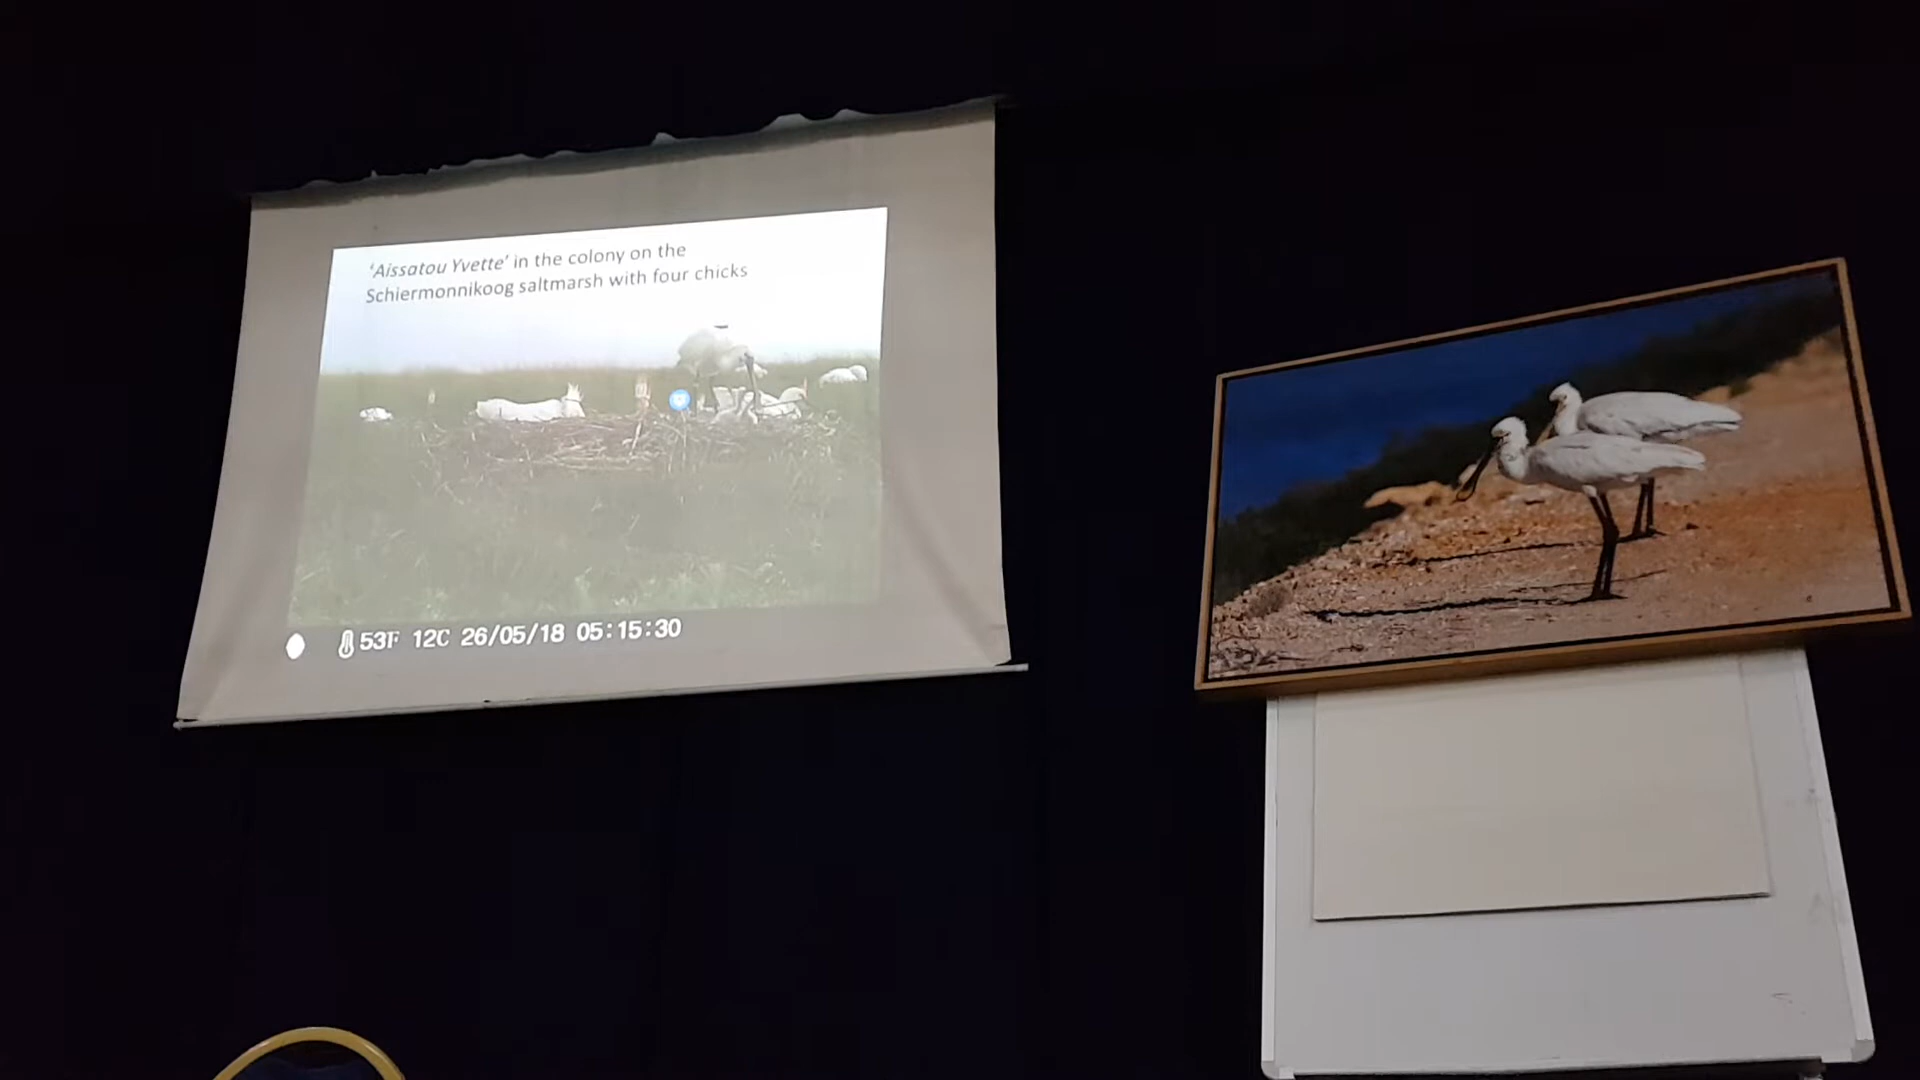 ‘Aissatou Yvette’ in the colony on the
Schiermonnikoog saltmarsh with four chicks
53F 12C 26/05/18 05:15:30